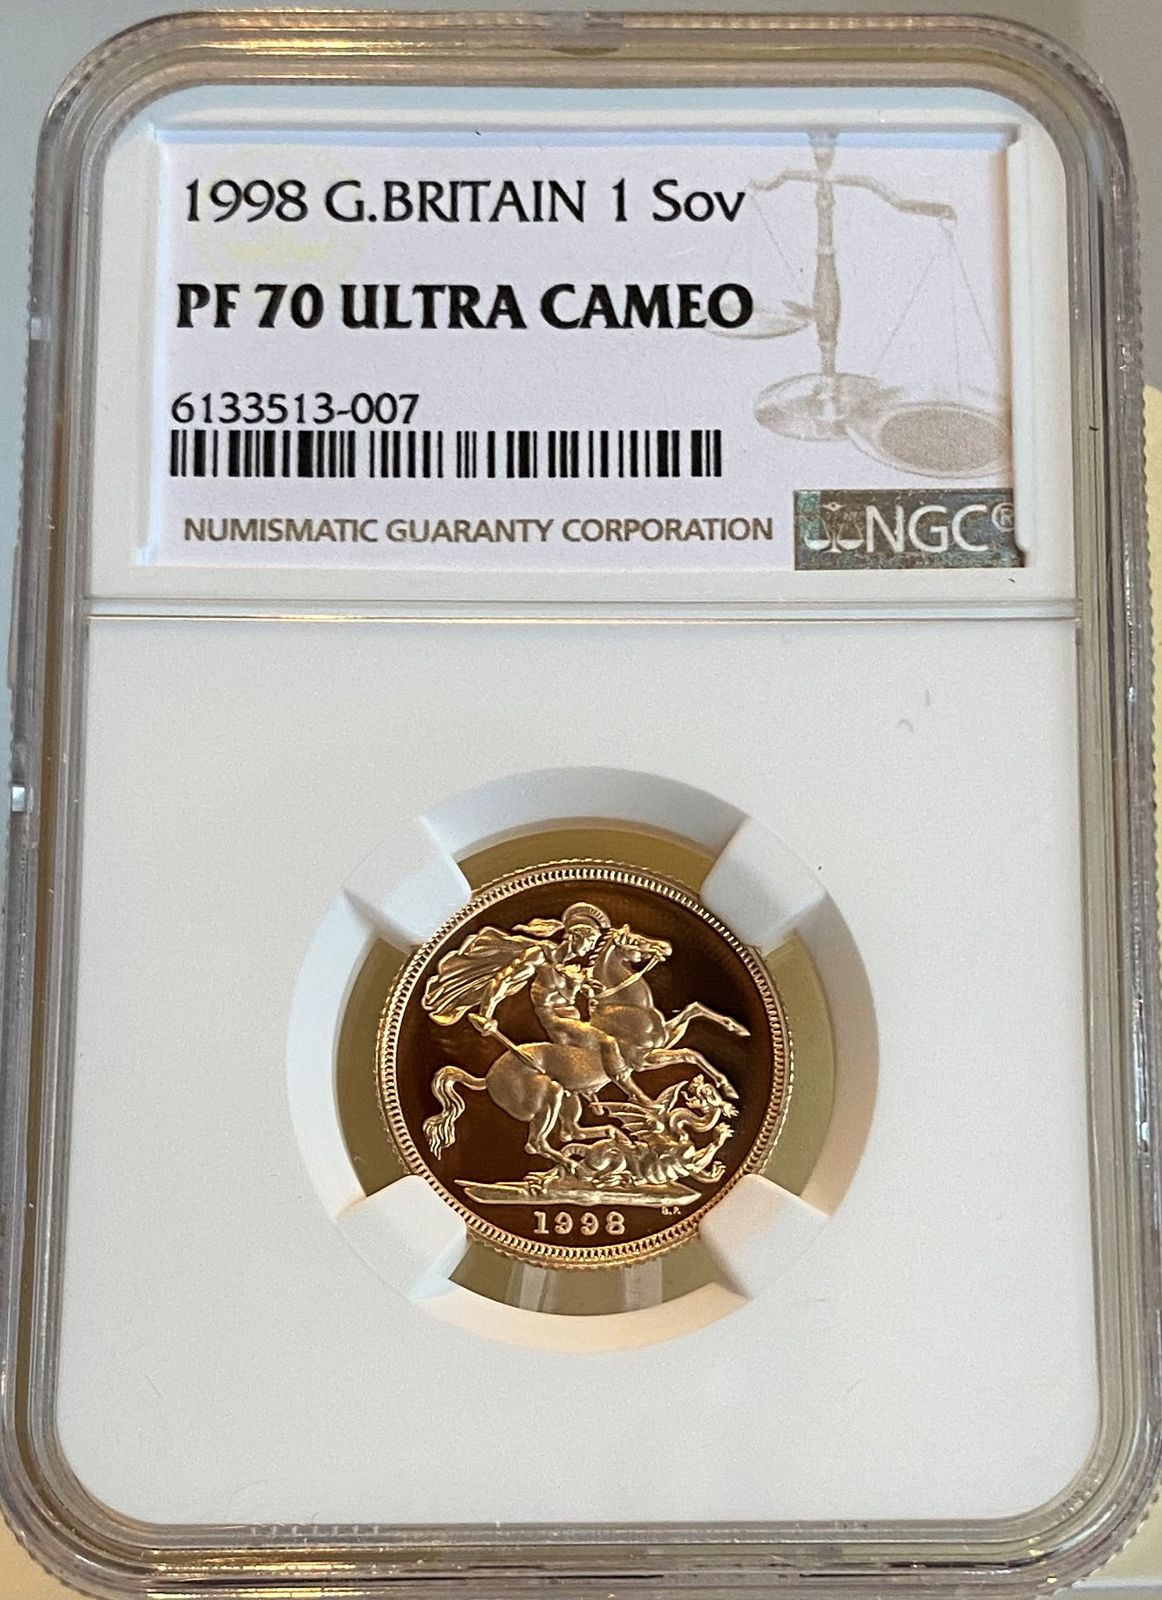 1998 G.BRITAIN 1 Sov
PF 70 ULTRA CAMEO
6133513-007
NUMISMATIC GUARANTY CORPORATION
NGC®
1998
B.P.